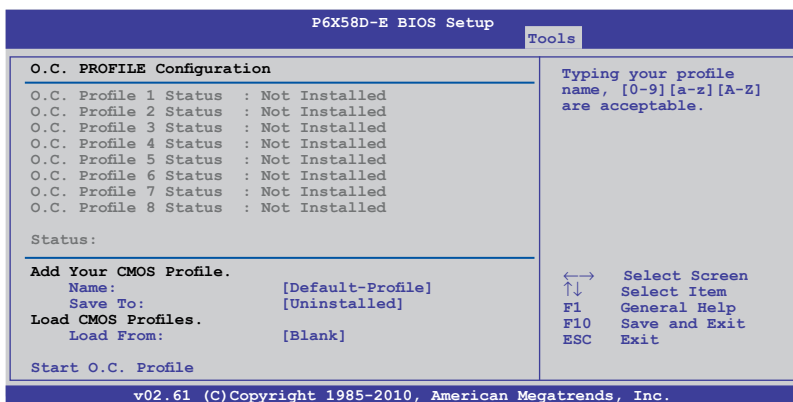 P6X58D-E BIOS Setup
Tools
O.C. PROFILE Configuration
O.C. Profile 1 Status : Not Installed
O.C. Profile 2 Status : Not Installed
O.C. Profile 3 Status : Not Installed
O.C. Profile 4 Status : Not Installed
O.C. Profile 5 Status : Not Installed
O.C. Profile 6 Status : Not Installed
O.C. Profile 7 Status : Not Installed
O.C. Profile 8 Status : Not Installed
Status:
Add Your CMOS Profile.
Name: [Default-Profile]
Save To: [Uninstalled]
Load CMOS Profiles.
Load From: [Blank]
Start O.C. Profile
Typing your profile
name, [0-9][a-z][A-Z]
are acceptable.
←→ Select Screen
↑↓ Select Item
F1 General Help
F10 Save and Exit
ESC Exit
v02.61 (C)Copyright 1985-2010, American Megatrends, Inc.